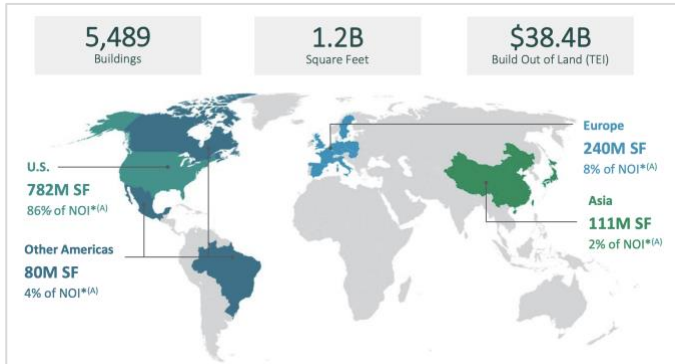 5,489
Buildings
1.2B
Square Feet
$38.4B
Build Out of Land (TEI)
U.S.
782M SF
86% of NOI*(A)
Other Americas
80M SF
4% of NOI*(A)
Europe
240M SF
8% of NOI*(A)
Asia
111M SF
2% of NOI*(A)